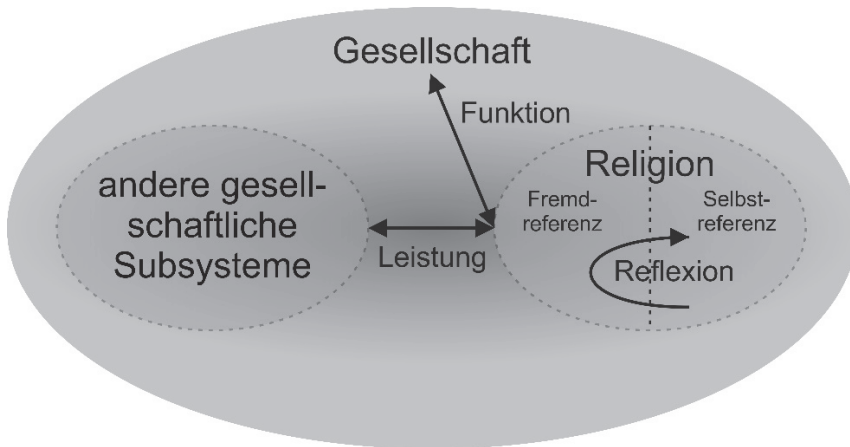 Gesellschaft
Funktion
andere gesell-
schaftliche
Subsysteme
Leistung
Religion
Fremd-
referenz
Selbst-
referenz
Reflexion